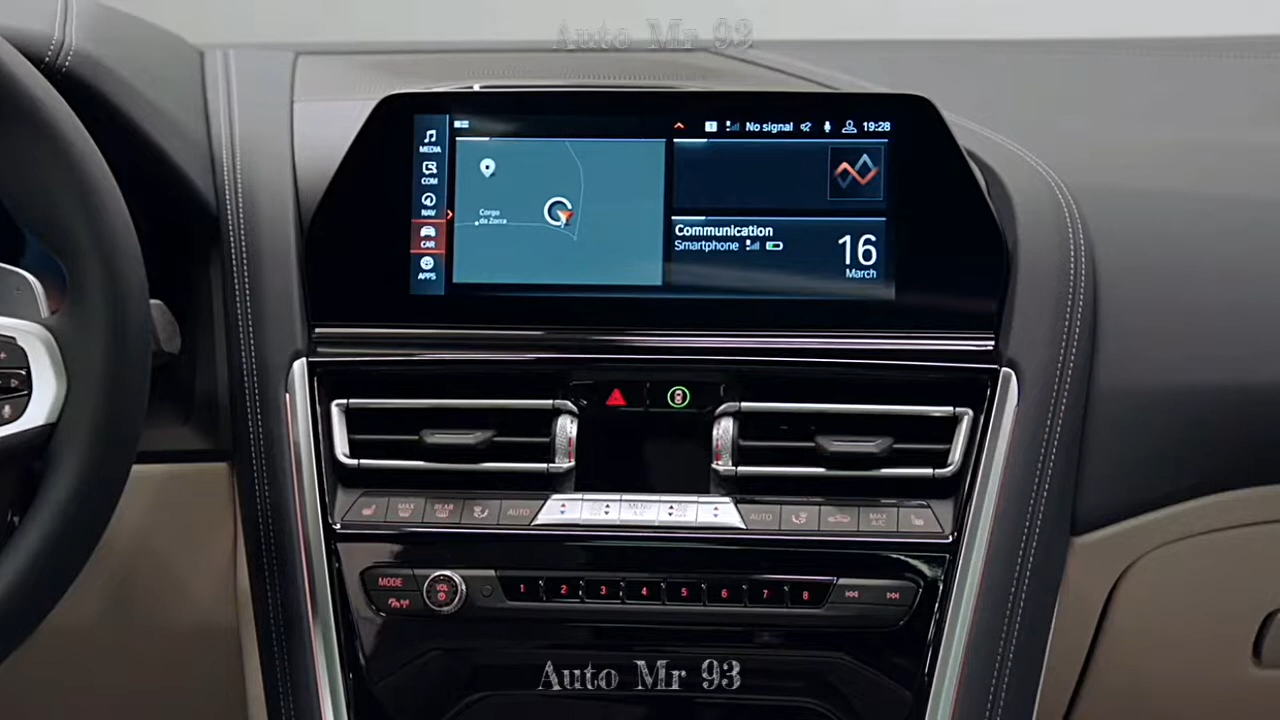 Auto Mr 93
No signal
19:28
MEDIA
COM
NAV
CAR
APPS
Corgo
da Zorra
Communication
Smartphone
16
March
MAX
REAR
AUTO
MENU
A/C
AUTO
MAX
A/C
MODE
VOL
1 2 3 4 5 6 7 8
Auto Mr 93